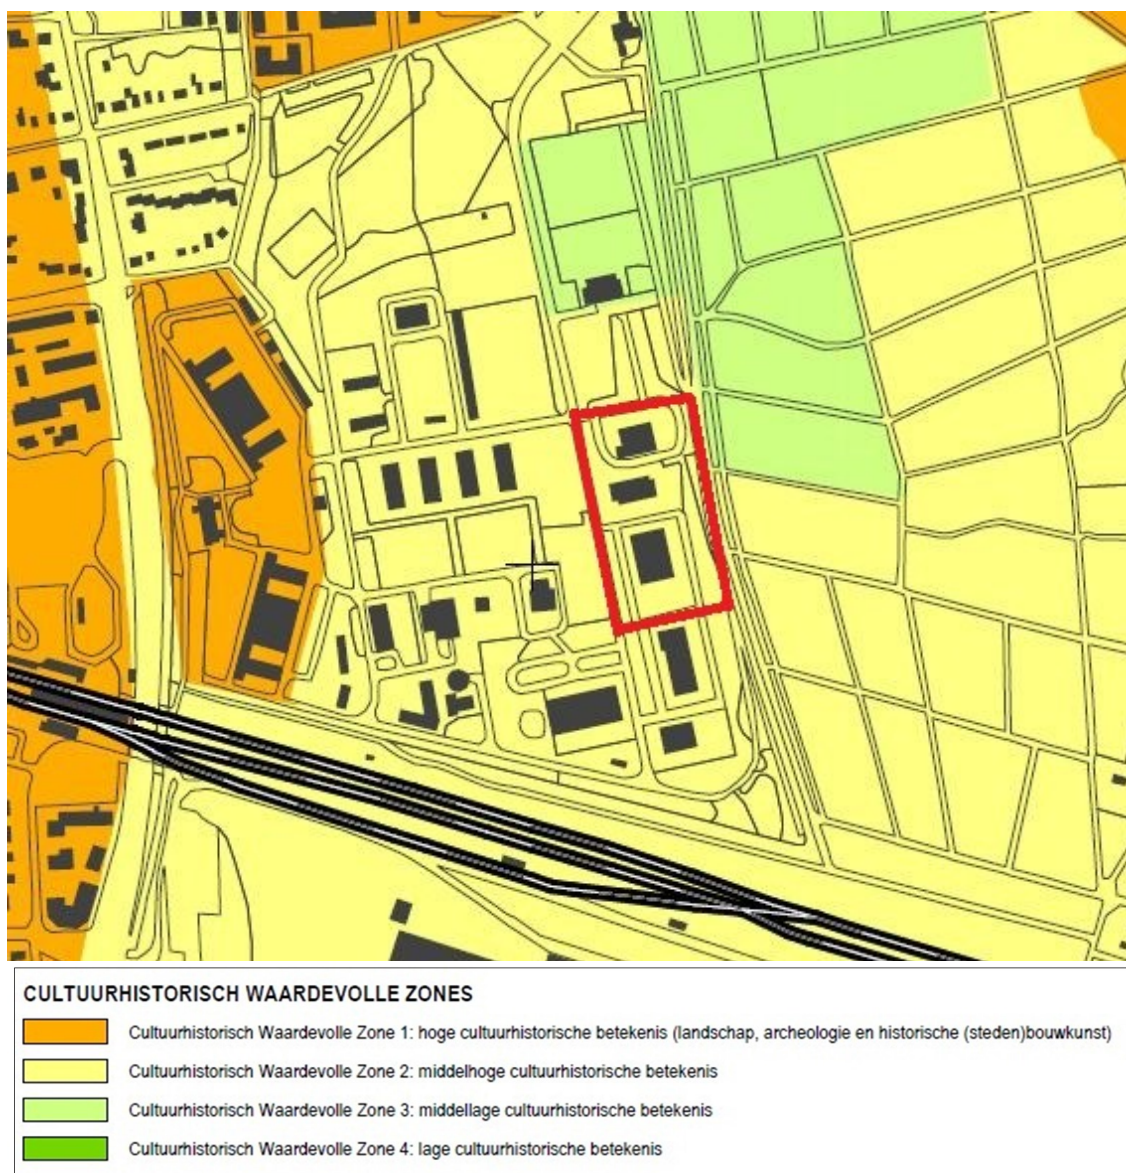 CULTUURHISTORISCH WAARDEVOLLE ZONES
Cultuurhistorisch Waardevolle Zone 1: hoge cultuurhistorische betekenis (landschap, archeologie en historische (steden)bouwkunst)
Cultuurhistorisch Waardevolle Zone 2: middelhoge cultuurhistorische betekenis
Cultuurhistorisch Waardevolle Zone 3: middellage cultuurhistorische betekenis
Cultuurhistorisch Waardevolle Zone 4: lage cultuurhistorische betekenis